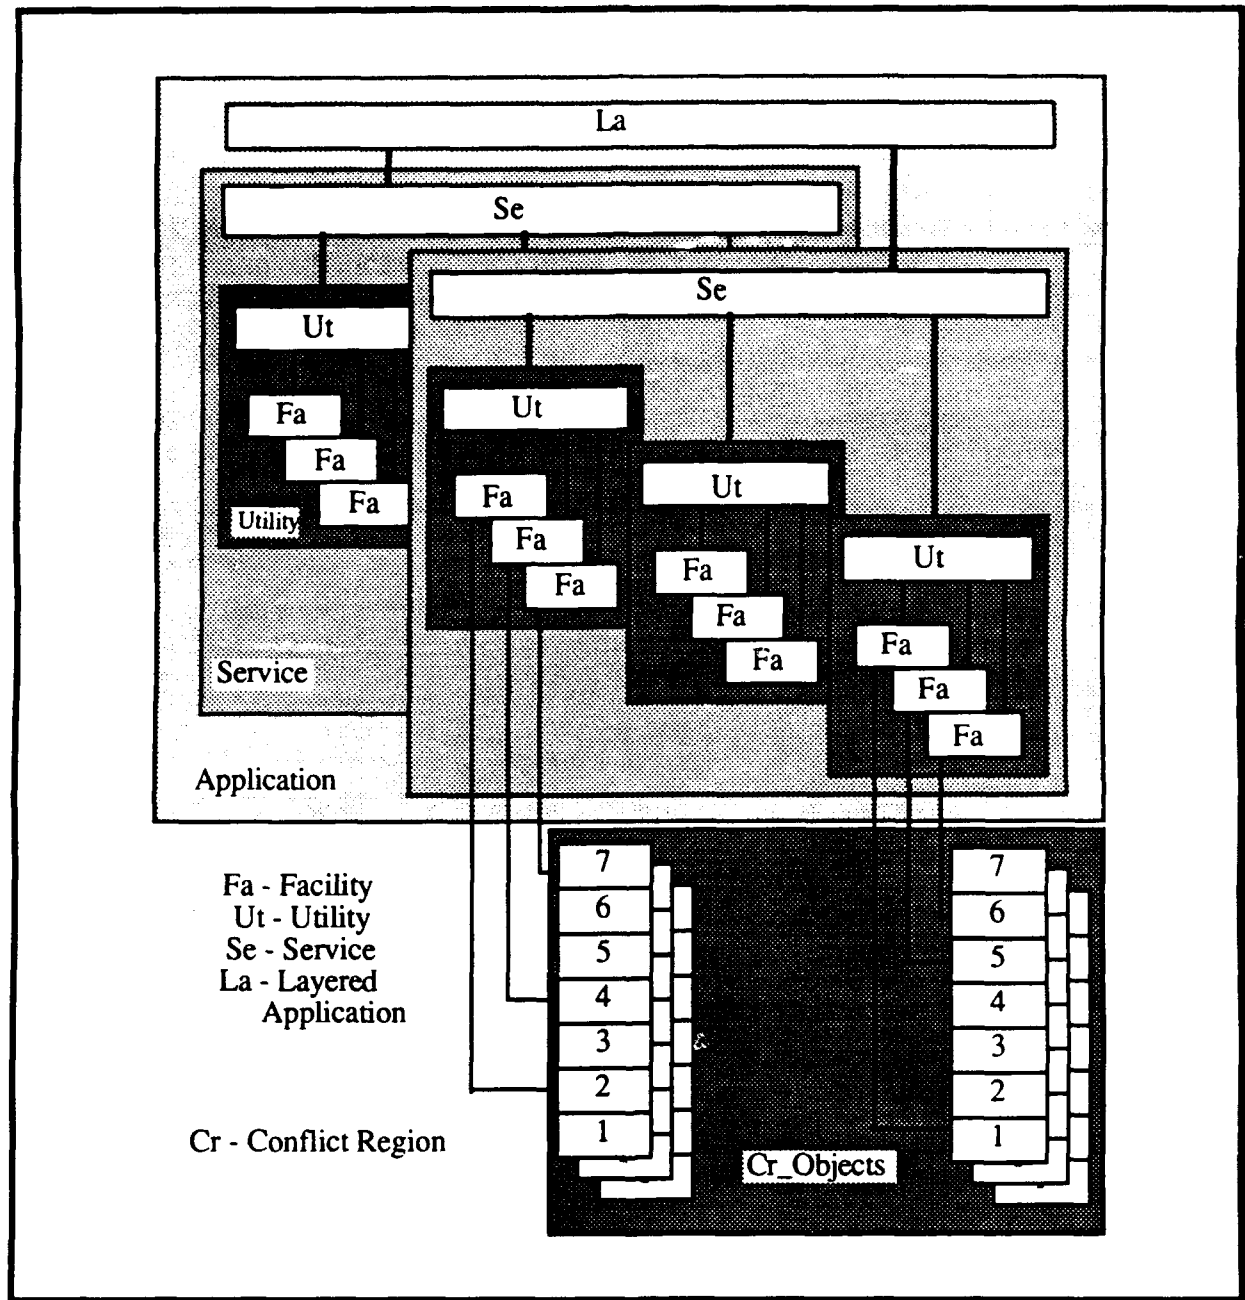 La
Se
Se
Ut
Ut
Ut
Ut
Fa
Fa
Fa
Utility
Fa
Fa
Fa
Fa
Fa
Fa
Fa
Fa
Fa
Service
Application
Fa - Facility
Ut - Utility
Se - Service
La - Layered
Application
Cr - Conflict Region
7
6
5
4
3
2
1
7
6
5
4
3
2
1
Cr_Objects